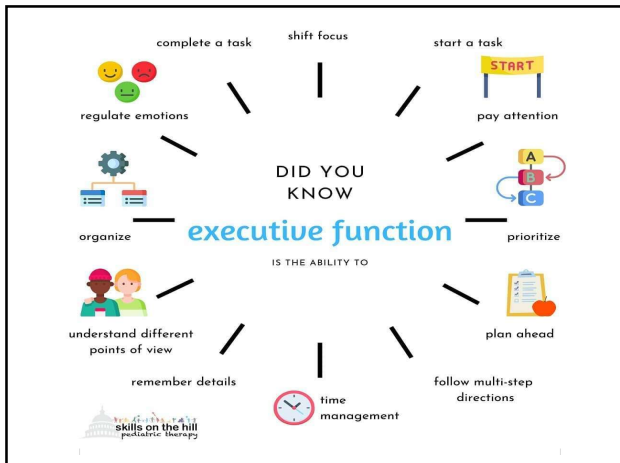 shift focus
complete a task
start a task
START
regulate emotions
pay attention
A
B
C
DID YOU
KNOW
executive function
IS THE ABILITY TO
organize
prioritize
understand different
points of view
plan ahead
remember details
time
management
follow multi-step
directions
skills on the hill
pediatric therapy